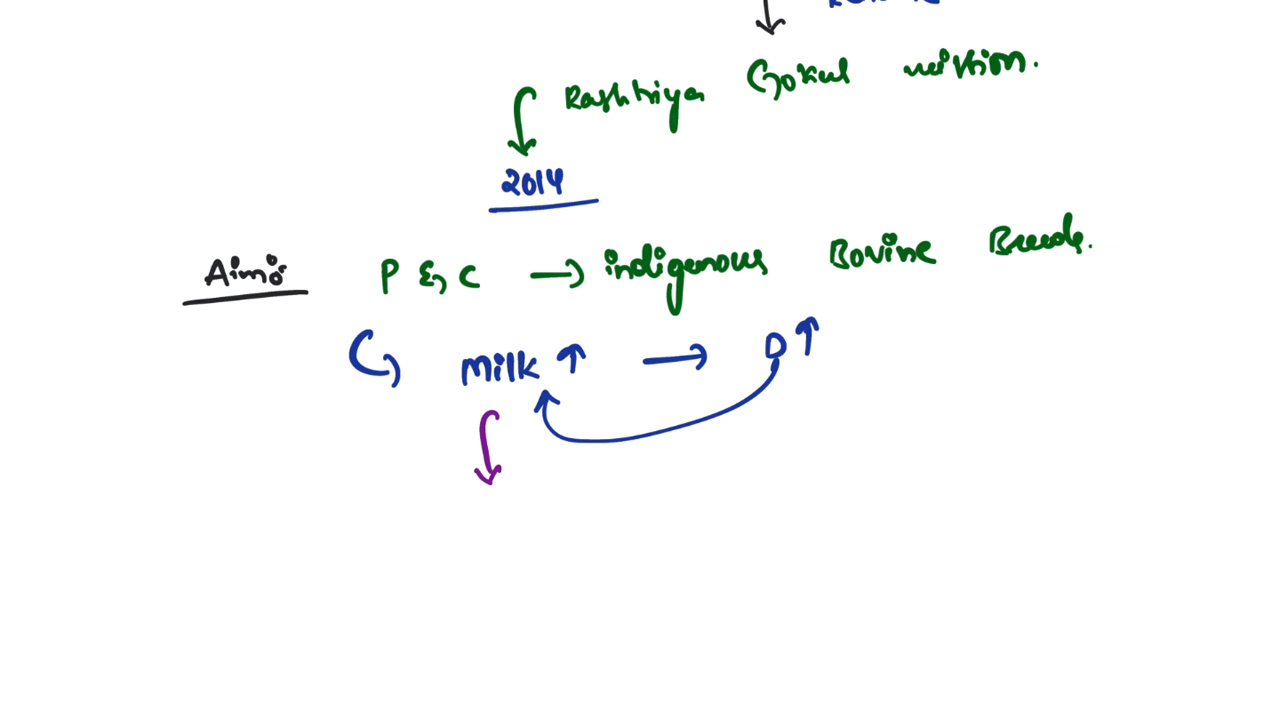 Rashtriya Gokul mission.
2014
Aim:
P & C → indigenous Bovine Breeds.
Milk ↑ → D ↑